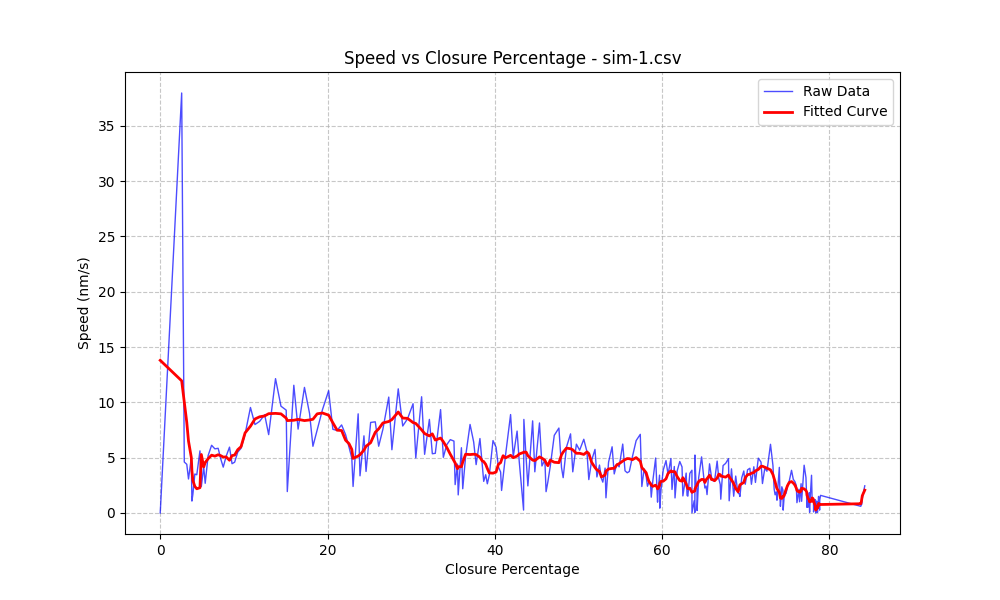 Speed vs Closure Percentage - sim-1.csv
Raw Data
Fitted Curve
Speed (nm/s)
35
30
25
20
15
10
5
0
0 20 40 60 80
Closure Percentage